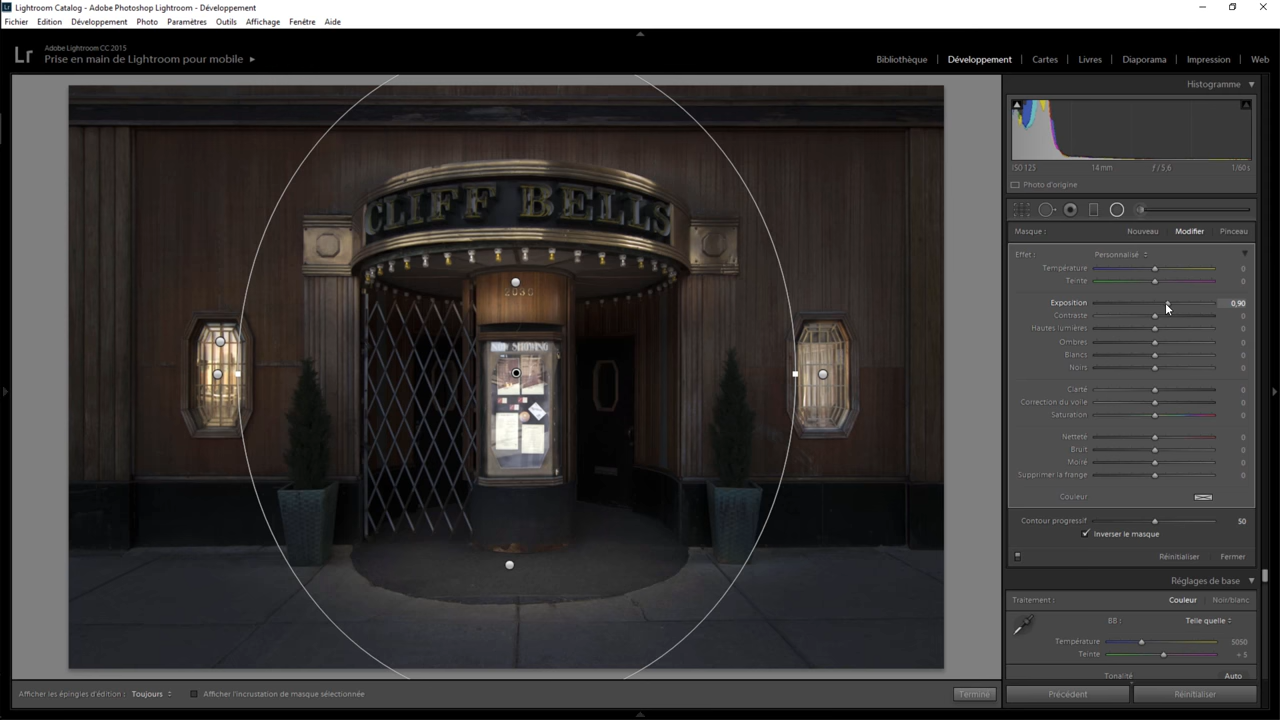 Lightroom Catalog - Adobe Photoshop Lightroom - Développement
Fichier Edition Développement Photo Paramètres Outils Affichage Fenêtre Aide
Lr
Adobe Lightroom CC 2015
Prise en main de Lightroom pour mobile
Bibliothèque | Développement | Cartes | Livres | Diaporama | Impression | Web
Histogramme
ISO 125 14mm ƒ / 5,6 1/60s
Photo d'origine
Masque : Nouveau Modifier Pinceau
Effet : Personnalisé
Température 0
Teinte 0
Exposition 0,90
Contraste 0
Hautes lumières 0
Ombres 0
Blancs 0
Noirs 0
Clarté 0
Correction du voile 0
Saturation 0
Netteté 0
Bruit 0
Moiré 0
Supprimer la frange 0
Couleur
Contour progressif 50
Inverser le masque
Réinitialiser Fermer
Réglages de base
Traitement : Couleur Noir/blanc
BB : Telle quelle
Température 5050
Teinte + 5
Tonalité Auto
Précédent Réinitialiser
CLIFF BELLS
2030
NOW SHOWING
Afficher les épingles d'édition : Toujours Afficher l'incrustation de masque sélectionnée Terminé